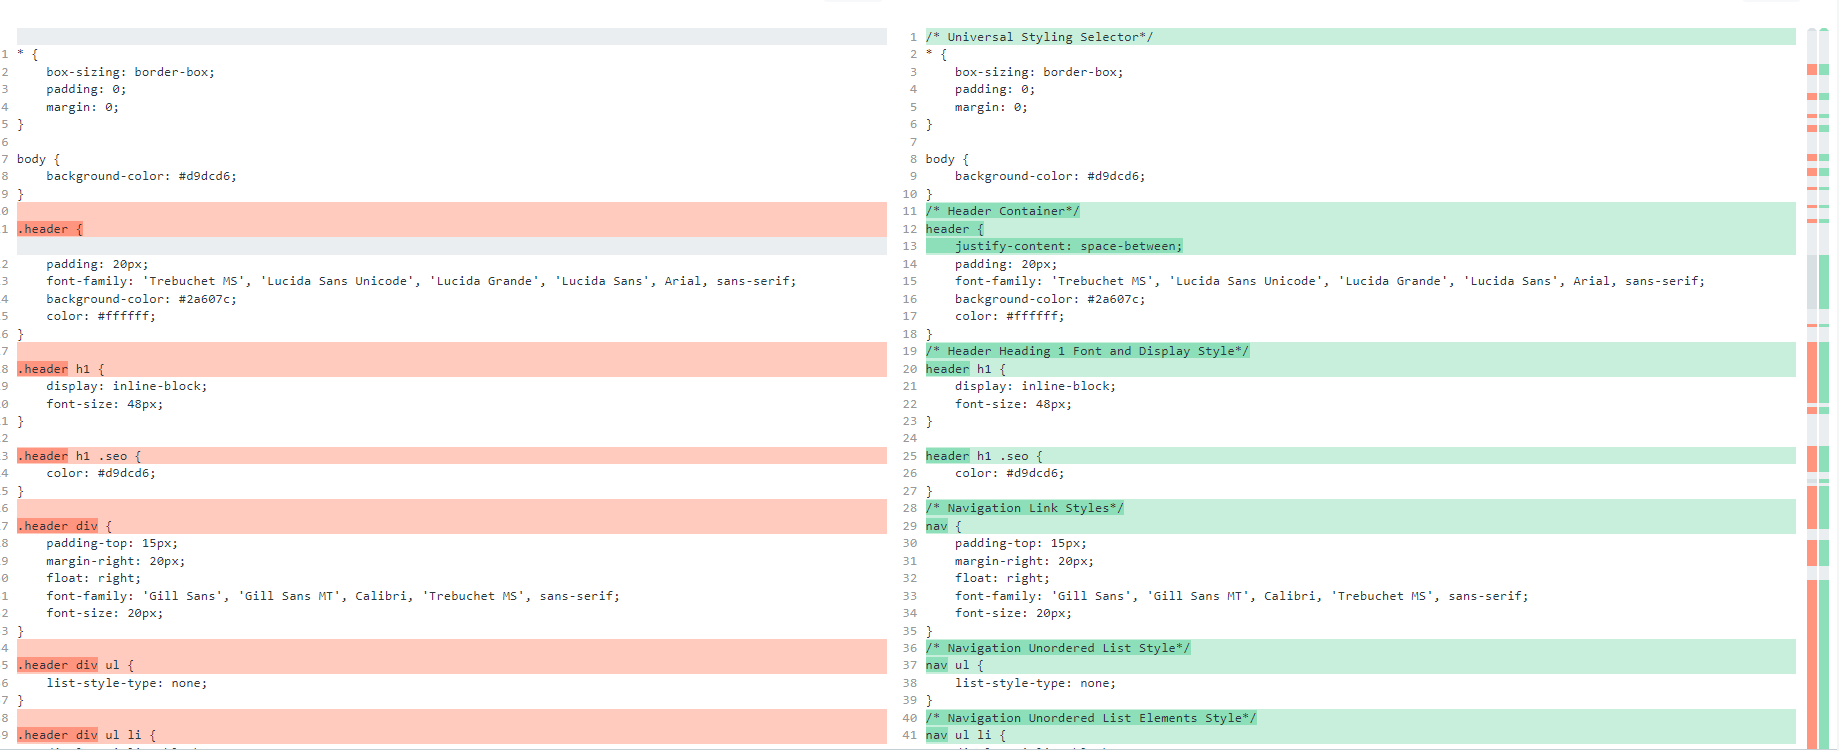 1 * {
2     box-sizing: border-box;
3     padding: 0;
4     margin: 0;
5 }
6
7 body {
8     background-color: #d9dcd6;
9 }
0
1 .header {
2     padding: 20px;
3     font-family: 'Trebuchet MS', 'Lucida Sans Unicode', 'Lucida Grande', 'Lucida Sans', Arial, sans-serif;
4     background-color: #2a607c;
5     color: #ffffff;
6 }
7
8 .header h1 {
9     display: inline-block;
0     font-size: 48px;
1 }
2
3 .header h1 .seo {
4     color: #d9dcd6;
5 }
6
7 .header div {
8     padding-top: 15px;
9     margin-right: 20px;
0     float: right;
1     font-family: 'Gill Sans', 'Gill Sans MT', Calibri, 'Trebuchet MS', sans-serif;
2     font-size: 20px;
3 }
4
5 .header div ul {
6     list-style-type: none;
7 }
8
9 .header div ul li {
1 /* Universal Styling Selector*/
2 * {
3     box-sizing: border-box;
4     padding: 0;
5     margin: 0;
6 }
7
8 body {
9     background-color: #d9dcd6;
10 }
11 /* Header Container*/
12 header {
13     justify-content: space-between;
14     padding: 20px;
15     font-family: 'Trebuchet MS', 'Lucida Sans Unicode', 'Lucida Grande', 'Lucida Sans', Arial, sans-serif;
16     background-color: #2a607c;
17     color: #ffffff;
18 }
19 /* Header Heading 1 Font and Display Style*/
20 header h1 {
21     display: inline-block;
22     font-size: 48px;
23 }
24
25 header h1 .seo {
26     color: #d9dcd6;
27 }
28 /* Navigation Link Styles*/
29 nav {
30     padding-top: 15px;
31     margin-right: 20px;
32     float: right;
33     font-family: 'Gill Sans', 'Gill Sans MT', Calibri, 'Trebuchet MS', sans-serif;
34     font-size: 20px;
35 }
36 /* Navigation Unordered List Style*/
37 nav ul {
38     list-style-type: none;
39 }
40 /* Navigation Unordered List Elements Style*/
41 nav ul li {